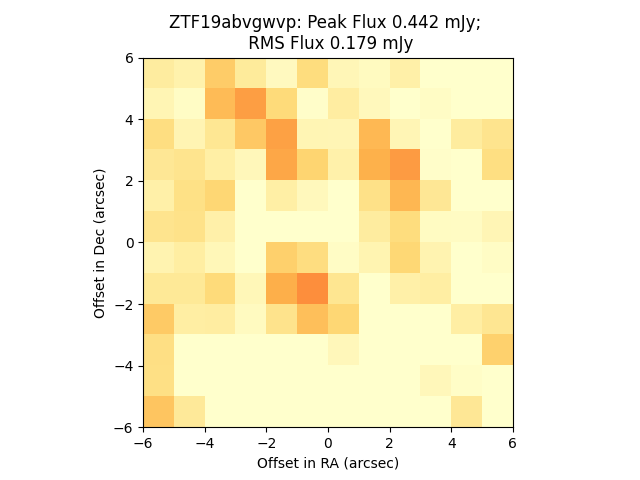 ZTF19abvgwvp: Peak Flux 0.442 mJy;
RMS Flux 0.179 mJy
6
4
2
0
−2
−4
−6
Offset in Dec (arcsec)
−6 −4 −2 0 2 4 6
Offset in RA (arcsec)